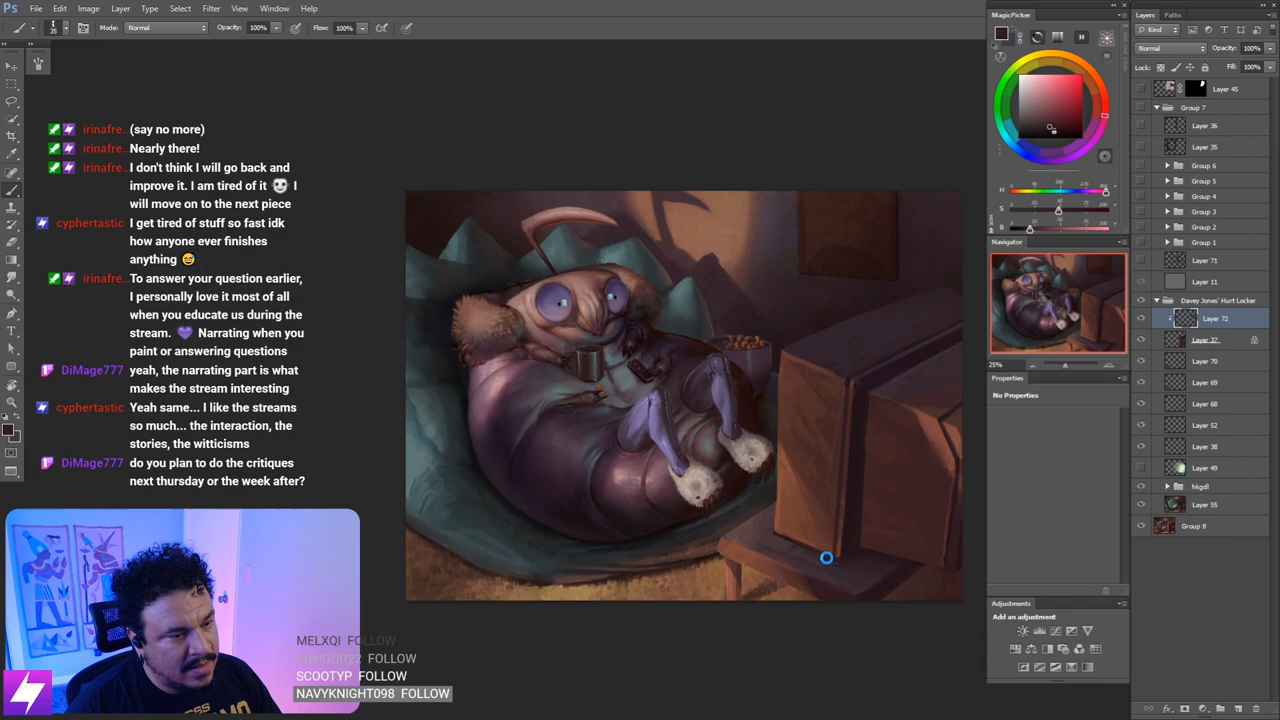 Ps File Edit Image Layer Type Select Filter View Window Help
35 Mode: Normal Opacity: 100% Flow: 100%
(say no more)
irinafre...
Nearly there!
irinafre...
I don't think I will go back and
irinafre...
improve it. I am tired of it I
will move on to the next piece
cyphertastic I get tired of stuff so fast idk
how anyone ever finishes
anything
irinafre... To answer your question earlier,
I personally love it most of all
when you educate us during the
stream. Narrating when you
paint or answering questions
DiMage777 yeah, the narrating part is what
makes the stream interesting
cyphertastic Yeah same... I like the streams
so much... the interaction, the
stories, the witticisms
DiMage777 do you plan to do the critiques
next thursday or the week after?
MELXQI FOLLOW
KIWIGOD22 FOLLOW
SCOOTYP FOLLOW
NAVYKNIGHT098 FOLLOW
MagicPicker
H
H
S
B
Navigator
25%
Properties
No Properties
Adjustments
Add an adjustment
Layers Paths
Kind
Normal Opacity: 100%
Lock: Fill: 100%
Layer 45
Group 7
Layer 36
Layer 35
Group 6
Group 5
Group 4
Group 3
Group 2
Group 1
Layer 71
Layer 11
Davey Jones' Hurt Locker
Layer 72
Layer 37
Layer 70
Layer 69
Layer 68
Layer 52
Layer 38
Layer 49
hkgdl
Layer 55
Group 8